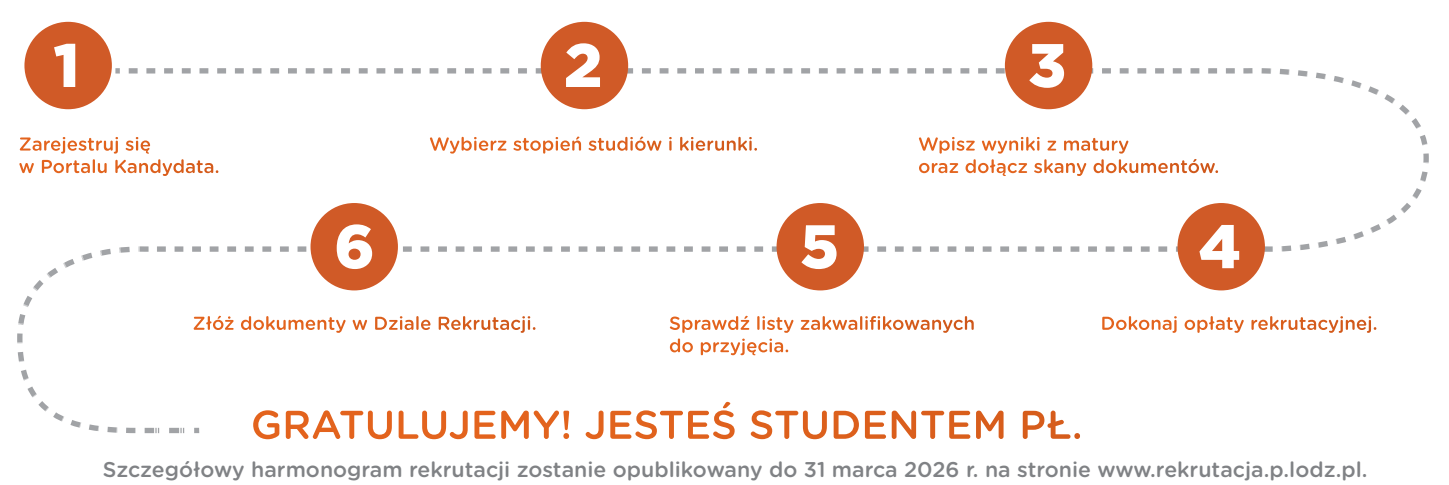 1
2
3
Zarejestruj się
w Portalu Kandydata.
Wybierz stopień studiów i kierunki.
Wpisz wyniki z matury
oraz dołącz skany dokumentów.
4
Dokonaj opłaty rekrutacyjnej.
5
Sprawdź listy zakwalifikowanych
do przyjęcia.
6
Złóż dokumenty w Dziale Rekrutacji.
GRATULUJEMY! JESTEŚ STUDENTEM PŁ.
Szczegółowy harmonogram rekrutacji zostanie opublikowany do 31 marca 2026 r. na stronie www.rekrutacja.p.lodz.pl.